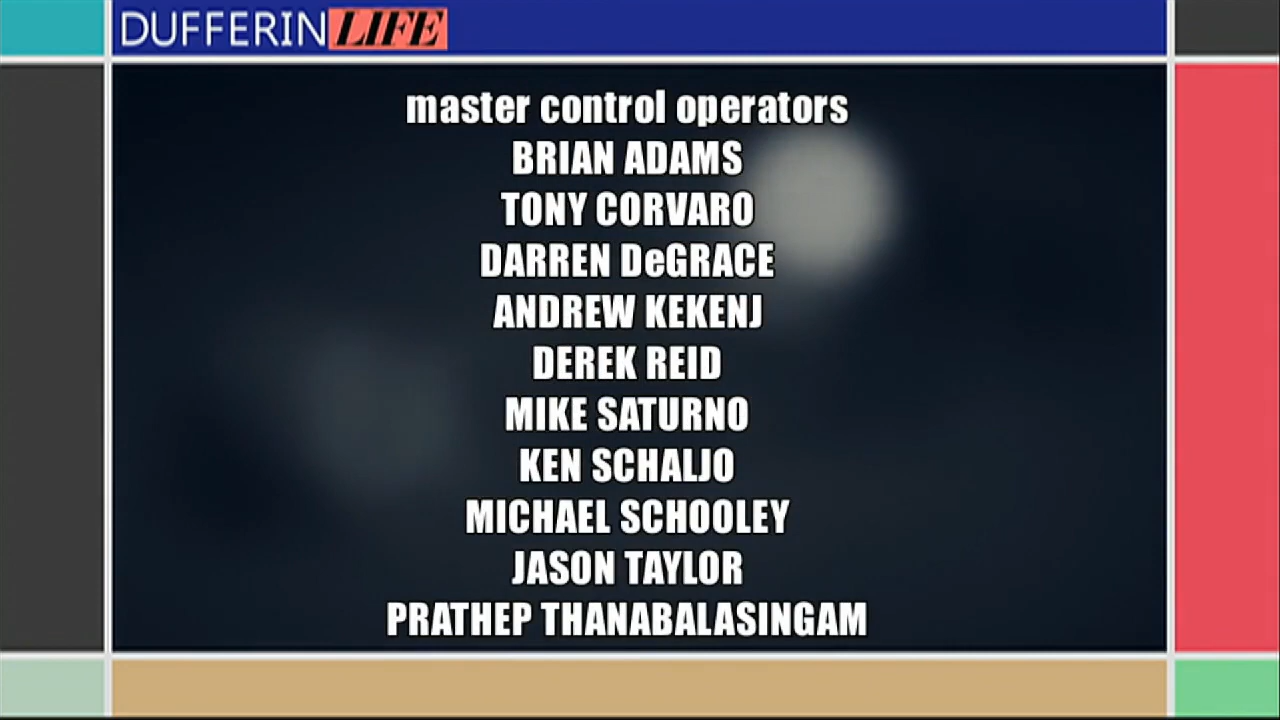 DUFFERIN LIFE
master control operators
BRIAN ADAMS
TONY CORVARO
DARREN DeGRACE
ANDREW KEKENJ
DEREK REID
MIKE SATURNO
KEN SCHALJO
MICHAEL SCHOOLEY
JASON TAYLOR
PRATHEP THANABALASINGAM